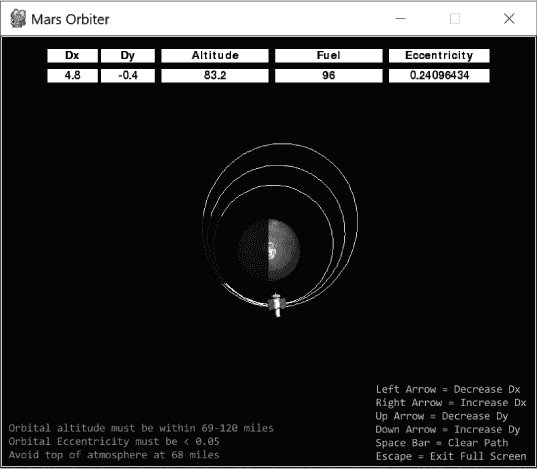 Mars Orbiter
Dx Dy Altitude Fuel Eccentricity
4.8 -0.4 83.2 96 0.24096434
Left Arrow = Decrease Dx
Right Arrow = Increase Dx
Up Arrow = Decrease Dy
Down Arrow = Increase Dy
Space Bar = Clear Path
Escape = Exit Full Screen
Orbital altitude must be within 69-120 miles
Orbital Eccentricity must be < 0.05
Avoid top of atmosphere at 68 miles